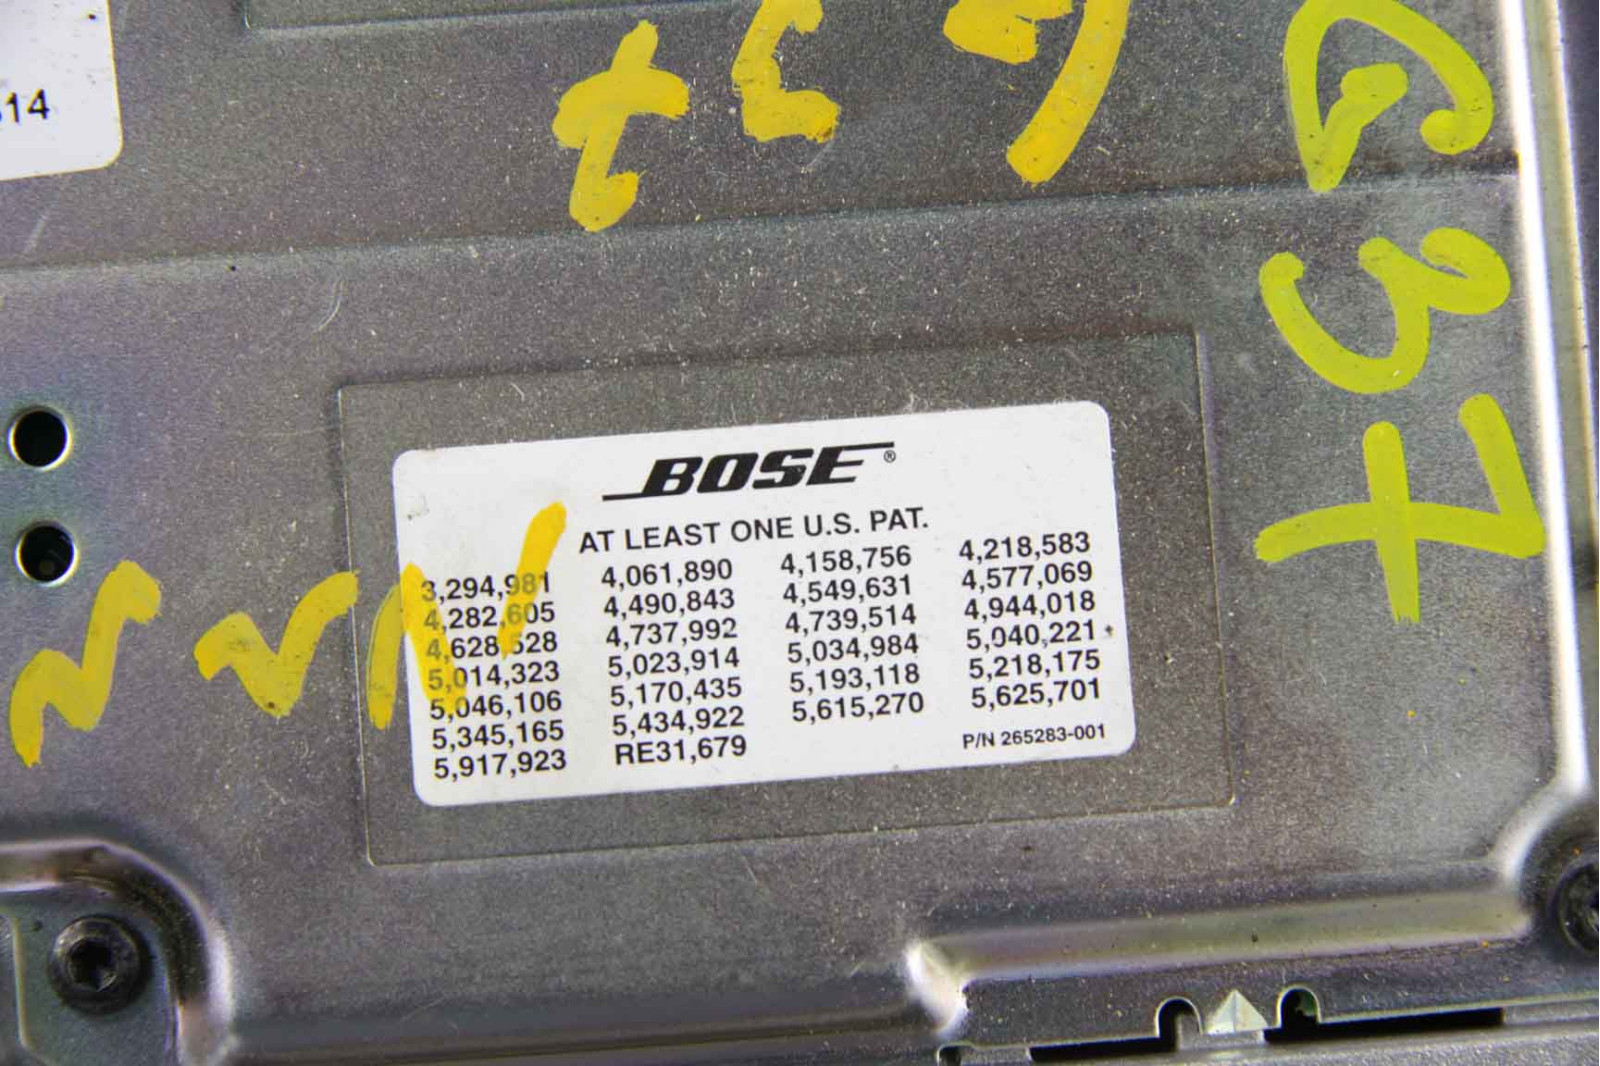 14
G37
BOSE®
AT LEAST ONE U.S. PAT.
3,294,981 4,061,890 4,158,756 4,218,583
4,282,605 4,490,843 4,549,631 4,577,069
4,628,528 4,737,992 4,739,514 4,944,018
5,014,323 5,023,914 5,034,984 5,040,221
5,046,106 5,170,435 5,193,118 5,218,175
5,345,165 5,434,922 5,615,270 5,625,701
5,917,923 RE31,679
P/N 265283-001